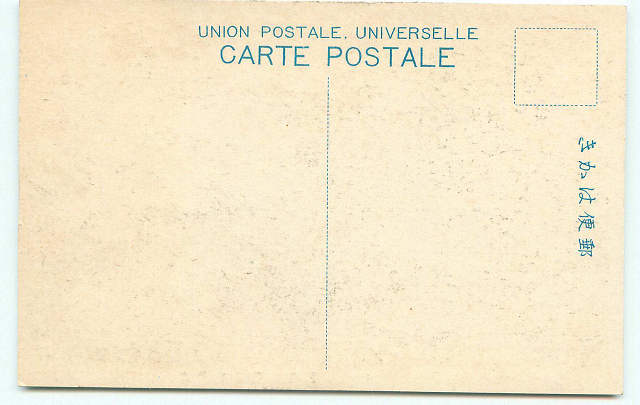 UNION POSTALE. UNIVERSELLE
CARTE POSTALE
郵便はかき